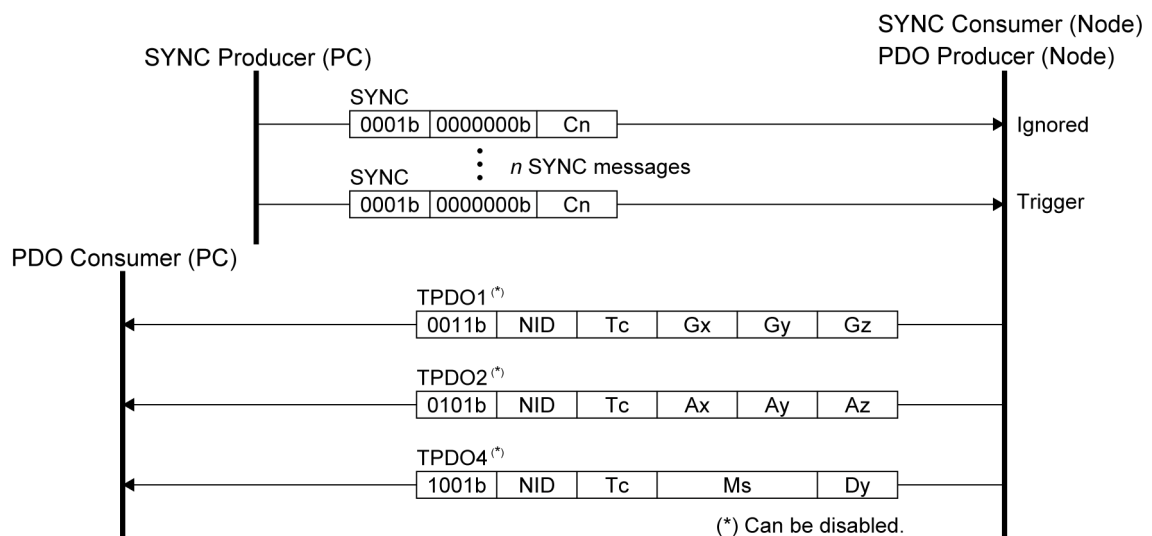 SYNC Consumer (Node)
SYNC Producer (PC)
PDO Producer (Node)
SYNC
0001b 0000000b Cn
Ignored
n SYNC messages
SYNC
0001b 0000000b Cn
Trigger
PDO Consumer (PC)
TPDO1 (*)
0011b NID Tc Gx Gy Gz
TPDO2 (*)
0101b NID Tc Ax Ay Az
TPDO4 (*)
1001b NID Tc Ms Dy
(*) Can be disabled.